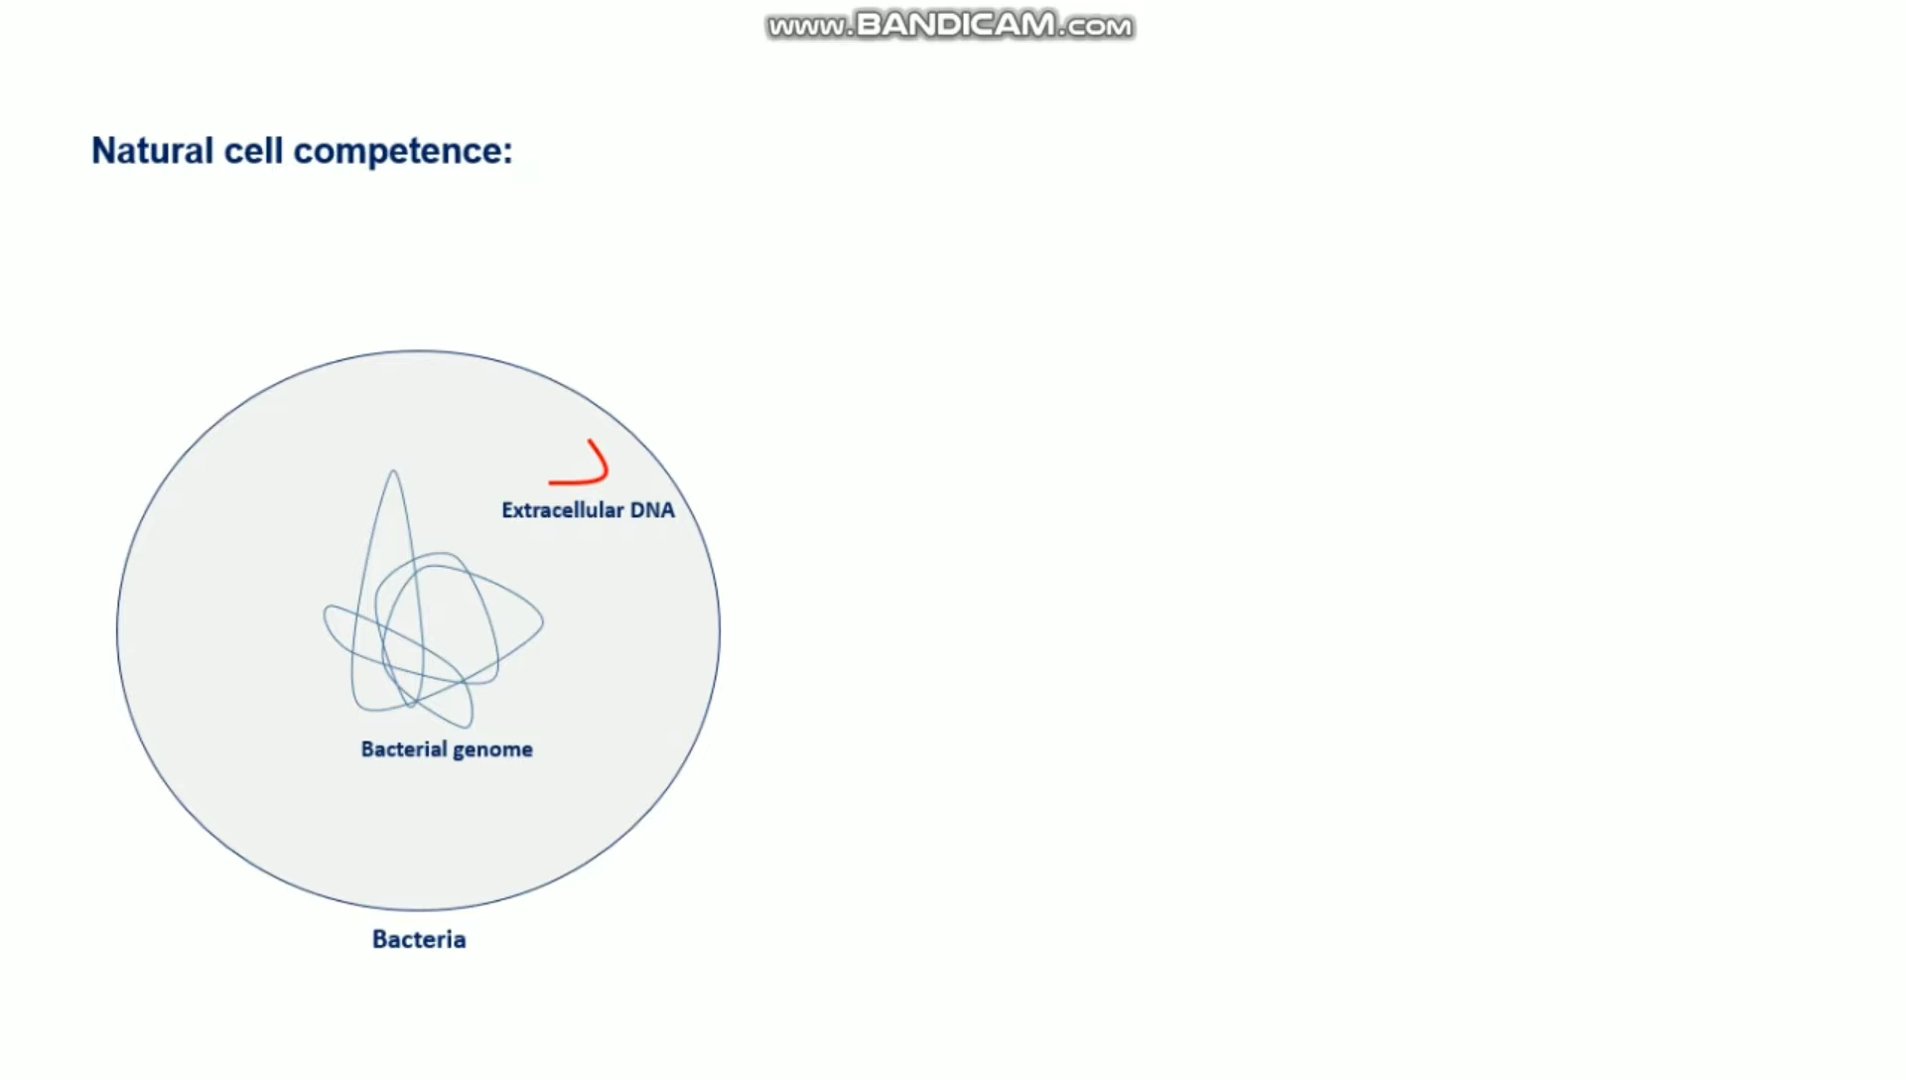 www.BANDICAM.com
Natural cell competence:
Extracellular DNA
Bacterial genome
Bacteria